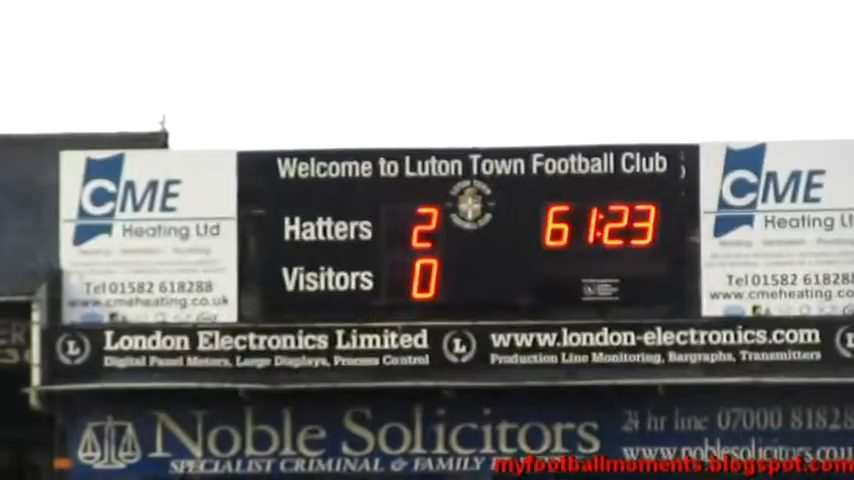 Welcome to Luton Town Football Club
Hatters 2 61:23
Visitors 0
CME
Heating Ltd
Tel 01582 618288
www.cmeheating.co.uk
CME
Heating Lt
Tel 01582 61828
www.cmeheating.co
London Electronics Limited
Digital Panel Meters, Large Displays, Process Control
L
L
www.london-electronics.com
Production Line Monitoring, Bargraphs, Transmitters
Noble Solicitors
SPECIALIST CRIMINAL & FAMILY
24 hr line 07000 81828
www.noblesolicitors.co.u
myfootballmoments.blogspot.com